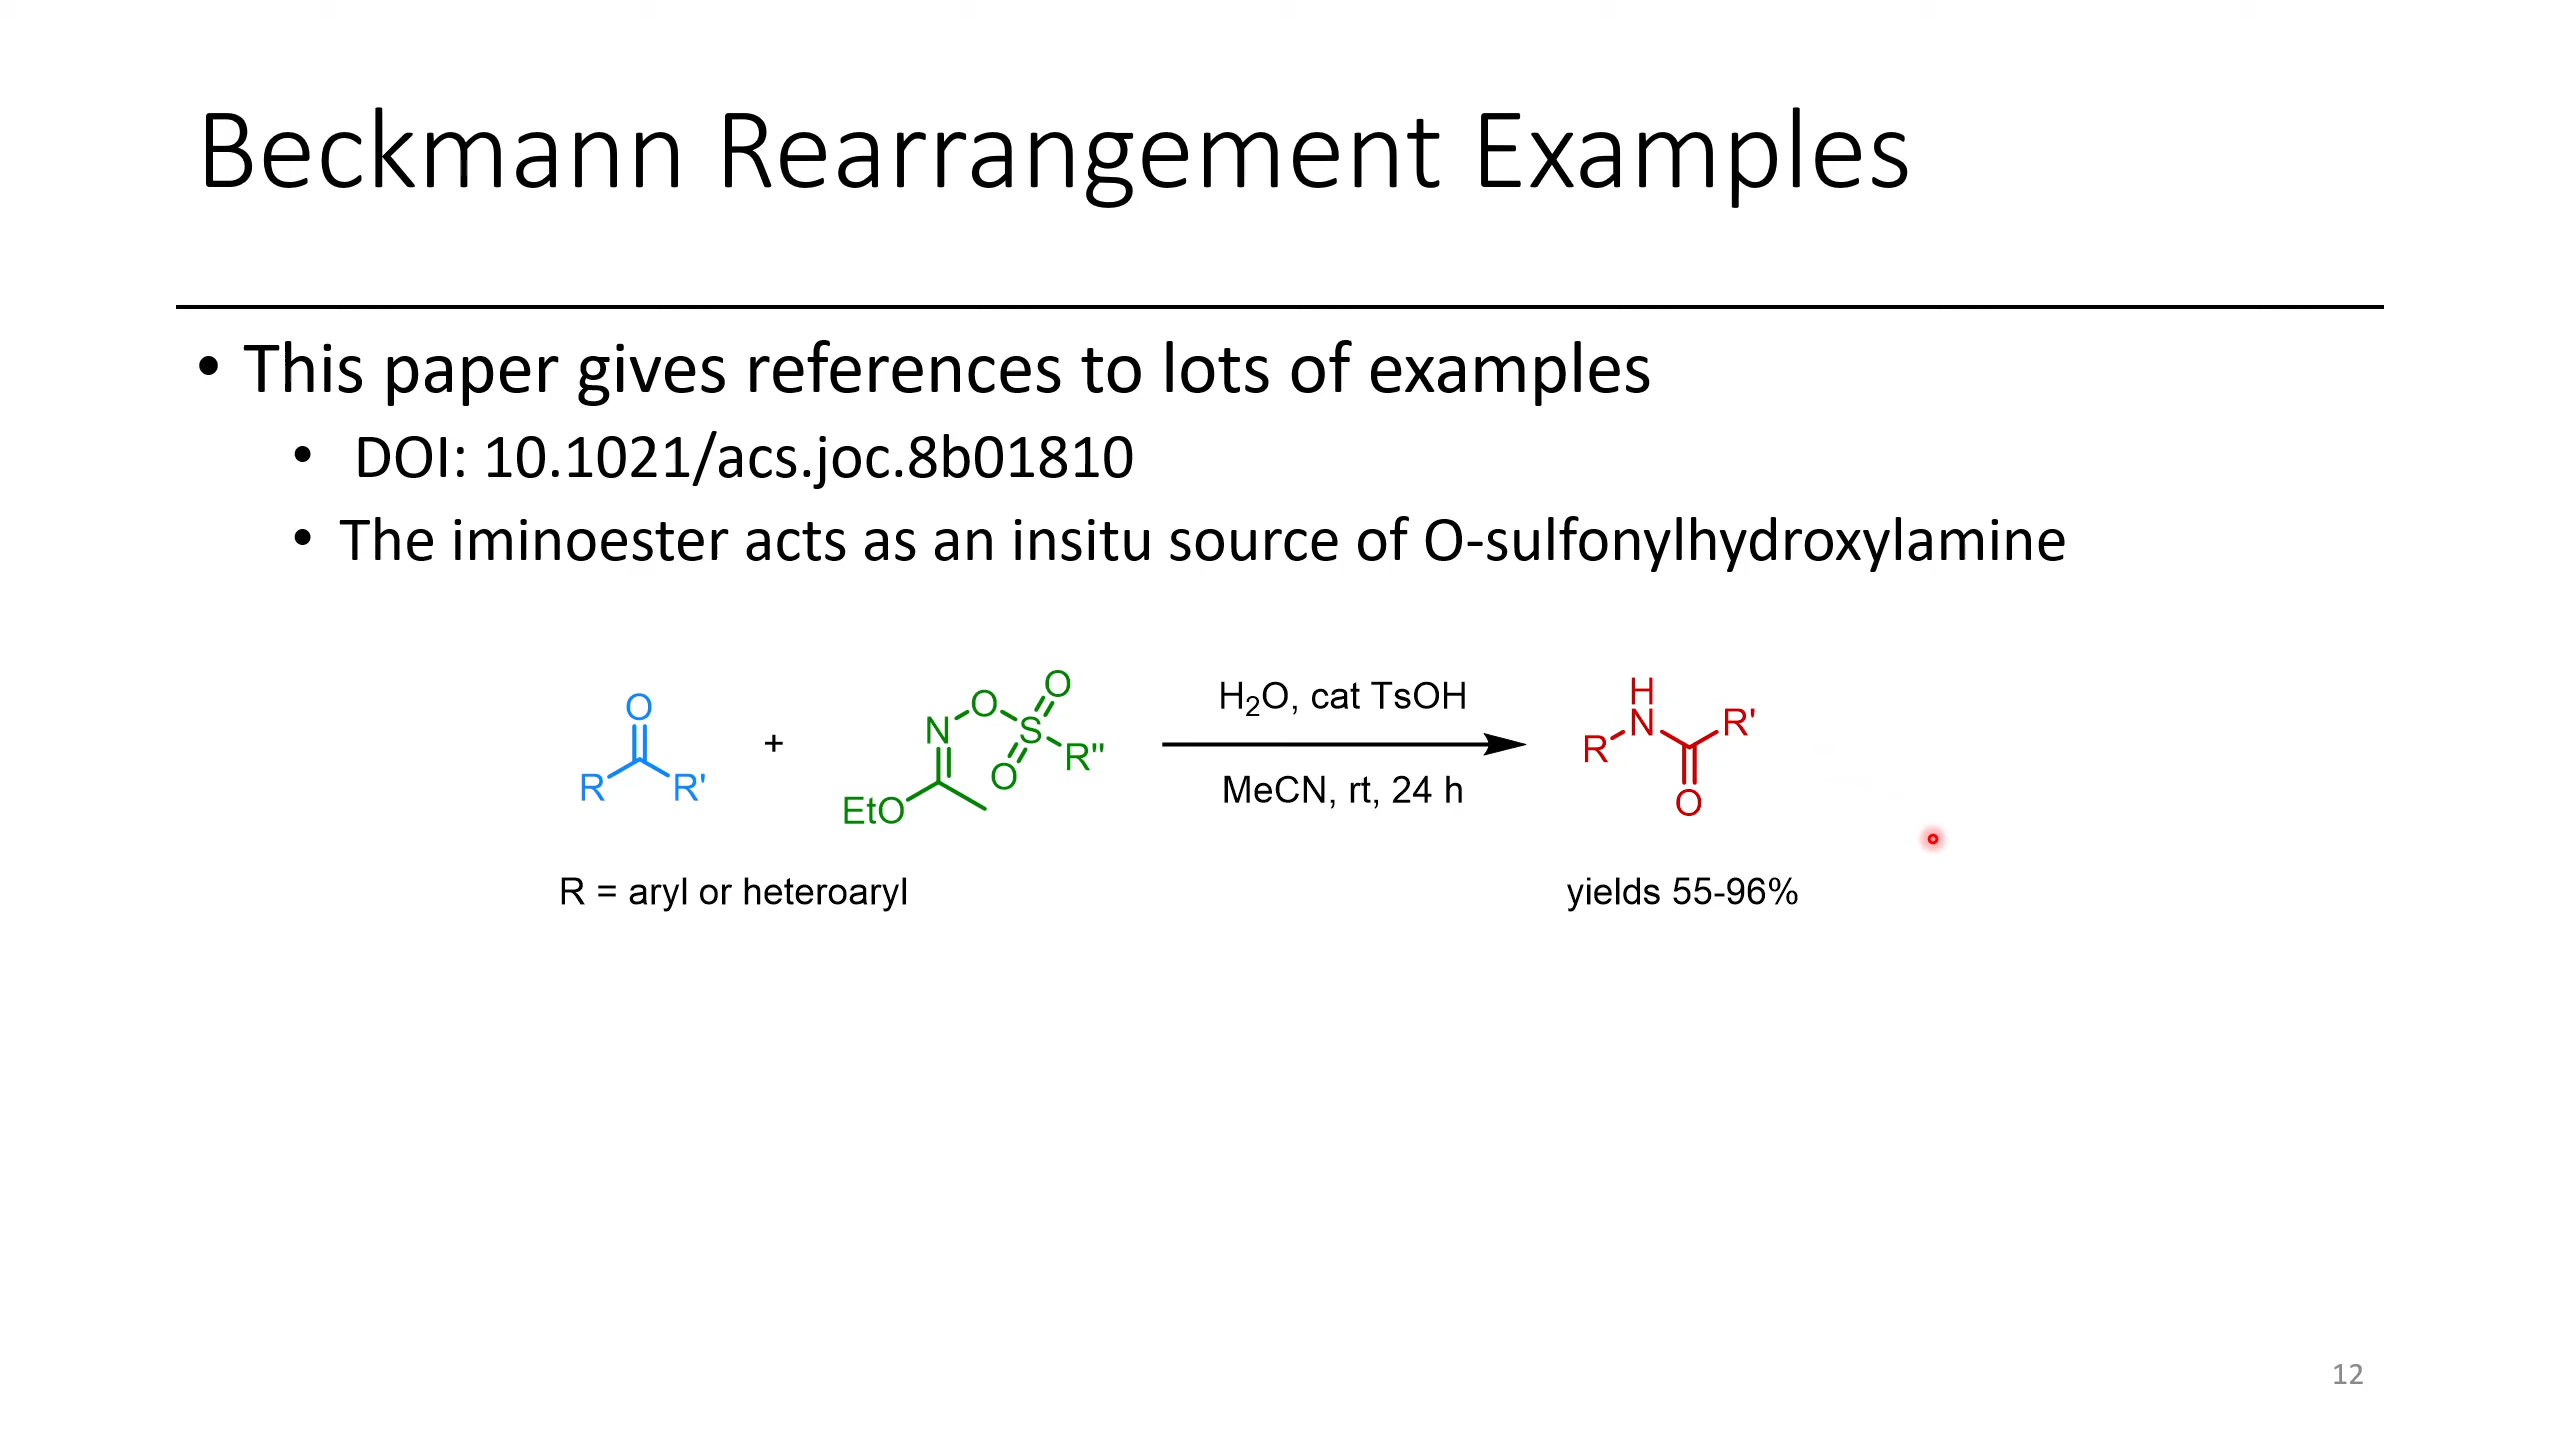 Beckmann Rearrangement Examples
• This paper gives references to lots of examples
• DOI: 10.1021/acs.joc.8b01810
• The iminoester acts as an insitu source of O-sulfonylhydroxylamine
O
R R'
+
O
O
N
S
R"
O
EtO
H₂O, cat TsOH
MeCN, rt, 24 h
H
N
R'
R
O
R = aryl or heteroaryl
yields 55-96%
12